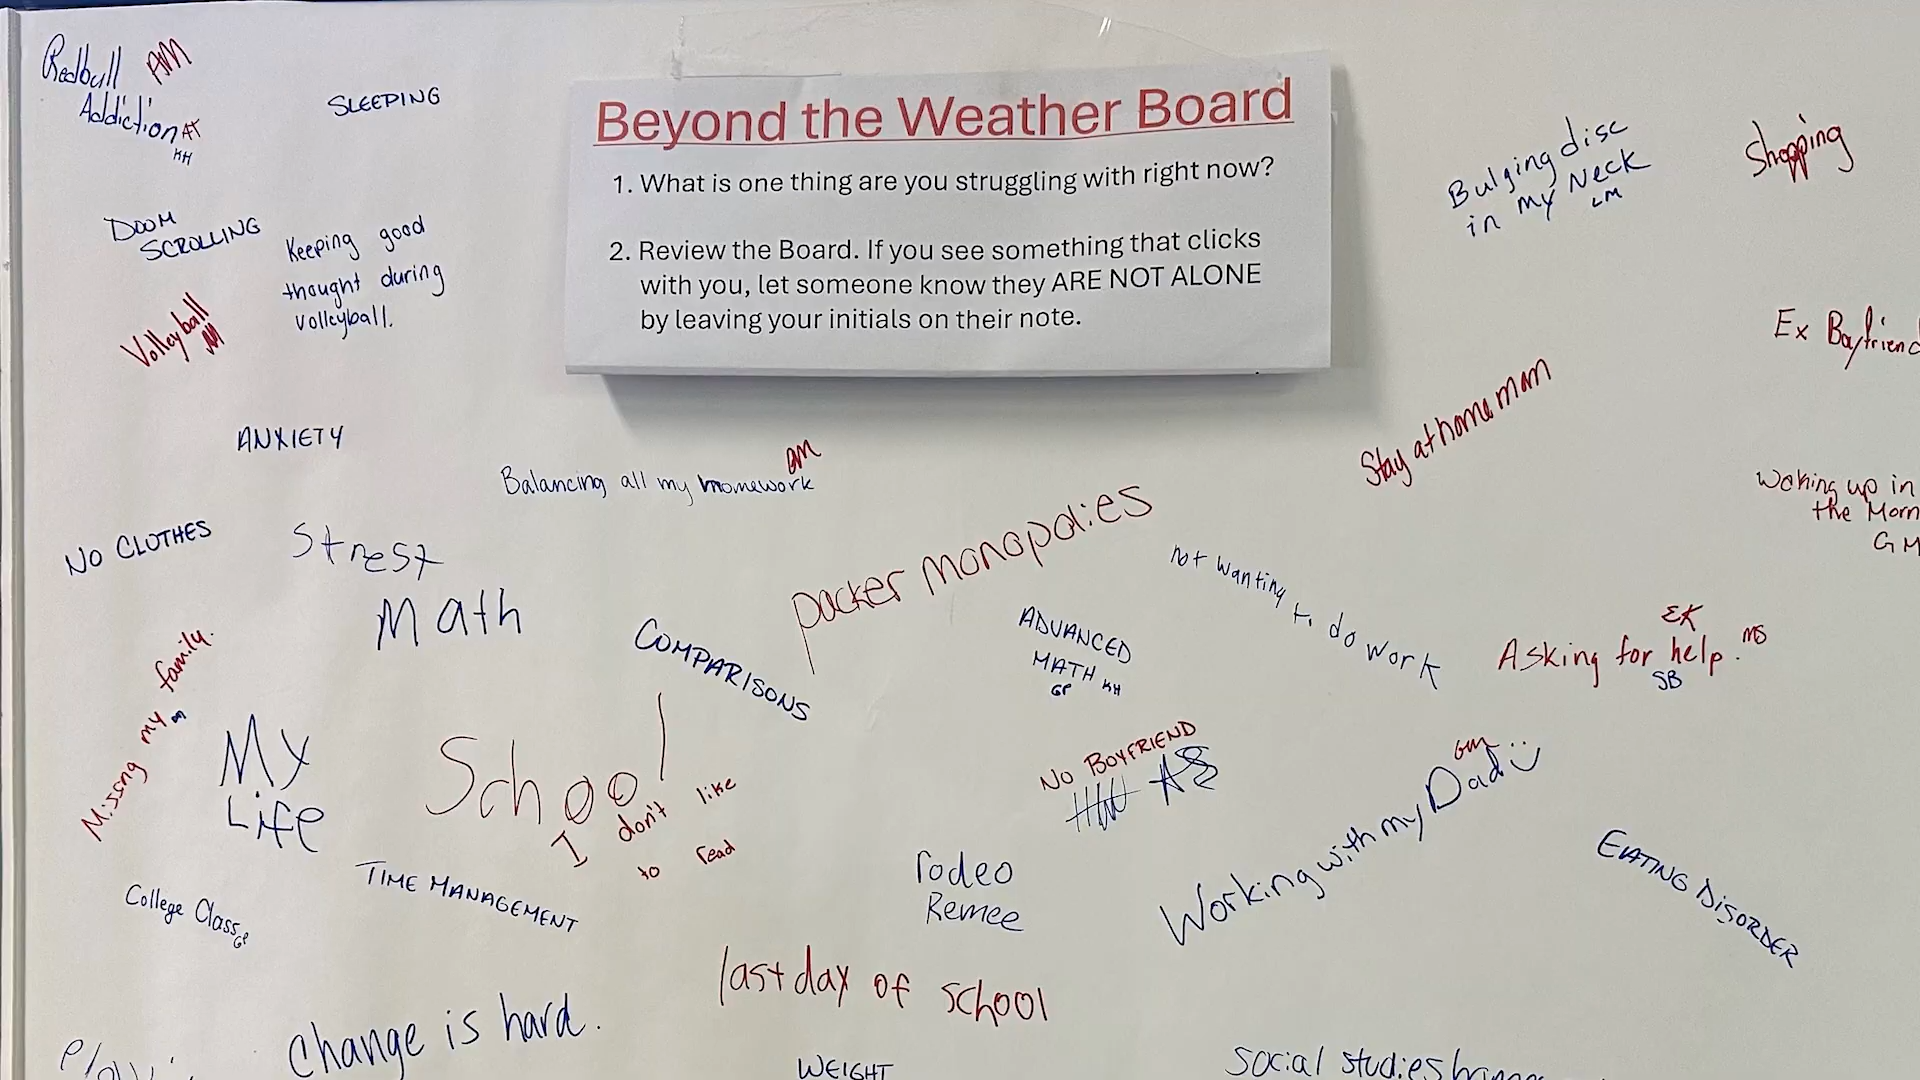 Redbull AM
Addiction AT
KH
SLEEPING
Beyond the Weather Board
1. What is one thing are you struggling with right now?
2. Review the Board. If you see something that clicks
with you, let someone know they ARE NOT ALONE
by leaving your initials on their note.
Bulging disc
in my Neck
LM
Shopping
DOOM
SCROLLING
Keeping good
thought during
volleyball.
Volleyball
AM
Ex Boyfriend
Stay at home mom
ANXIETY
Balancing all my homework
am
Waking up in
the Morn
GM
NO CLOTHES
Stress
Math
packer monopolies
not wanting to do work
COMPARISONS
ADVANCED
MATH KH
GP
EK
Asking for help. MS
SB
Missing my family.
My
Life
School
I don't like
to read
NO BOYFRIEND
AS
Working with my Dad
GM
EATING DISORDER
TIME MANAGEMENT
College Class
GP
rodeo
Remee
last day of school
Change is hard.
WEIGHT
Social studies